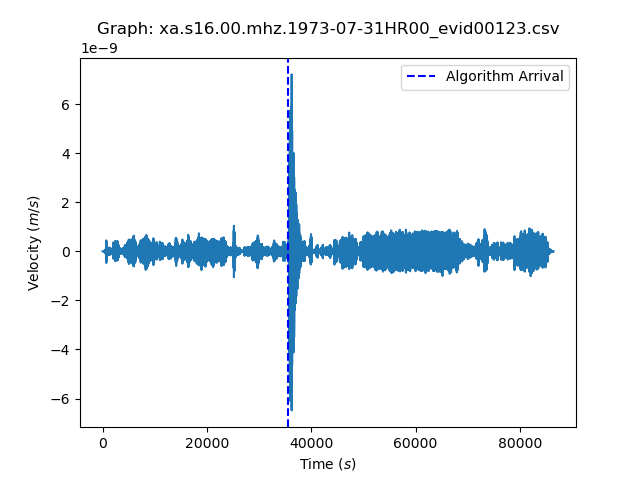 Graph: xa.s16.00.mhz.1973-07-31HR00_evid00123.csv
1e−9
Algorithm Arrival
6
4
2
0
−2
−4
−6
Velocity (m/s)
0 20000 40000 60000 80000
Time (s)